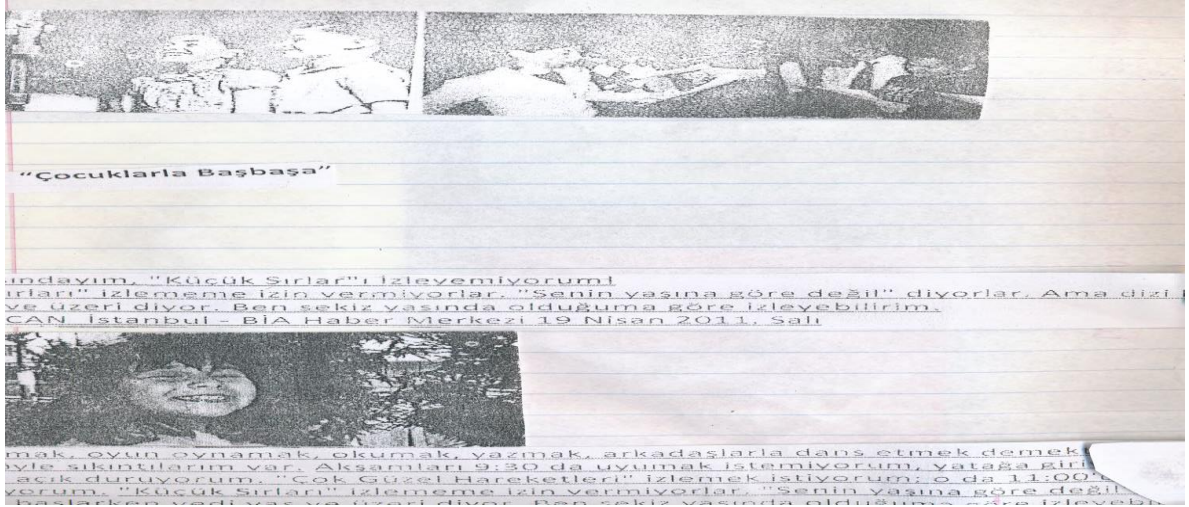 "Çocuklarla Başbaşa"
ındayım, "Küçük Sırlar"ı İzleyemiyorum!
ırları" izlememe izin vermiyorlar. "Senin yaşına göre değil" diyorlar. Ama dizi
ve üzeri diyor. Ben sekiz yaşında olduğuma göre izleyebilirim.
CAN İstanbul - BİA Haber Merkezi 19 Nisan 2011, Salı
mak, oyun oynamak, okumak, yazmak, arkadaşlarla dans etmek demek
öyle sıkıntılarım var. Akşamları 9:30'da uyumak istemiyorum, yatağa giri
açık duruyorum. "Çok Güzel Hareketleri" izlemek istiyorum; o da 11:00'
yorum. "Küçük Sırları" izlememe izin vermiyorlar. "Senin yaşına göre değil
başlarken yedi yaş ve üzeri diyor. Ben sekiz yaşında olduğuma göre izleyebil